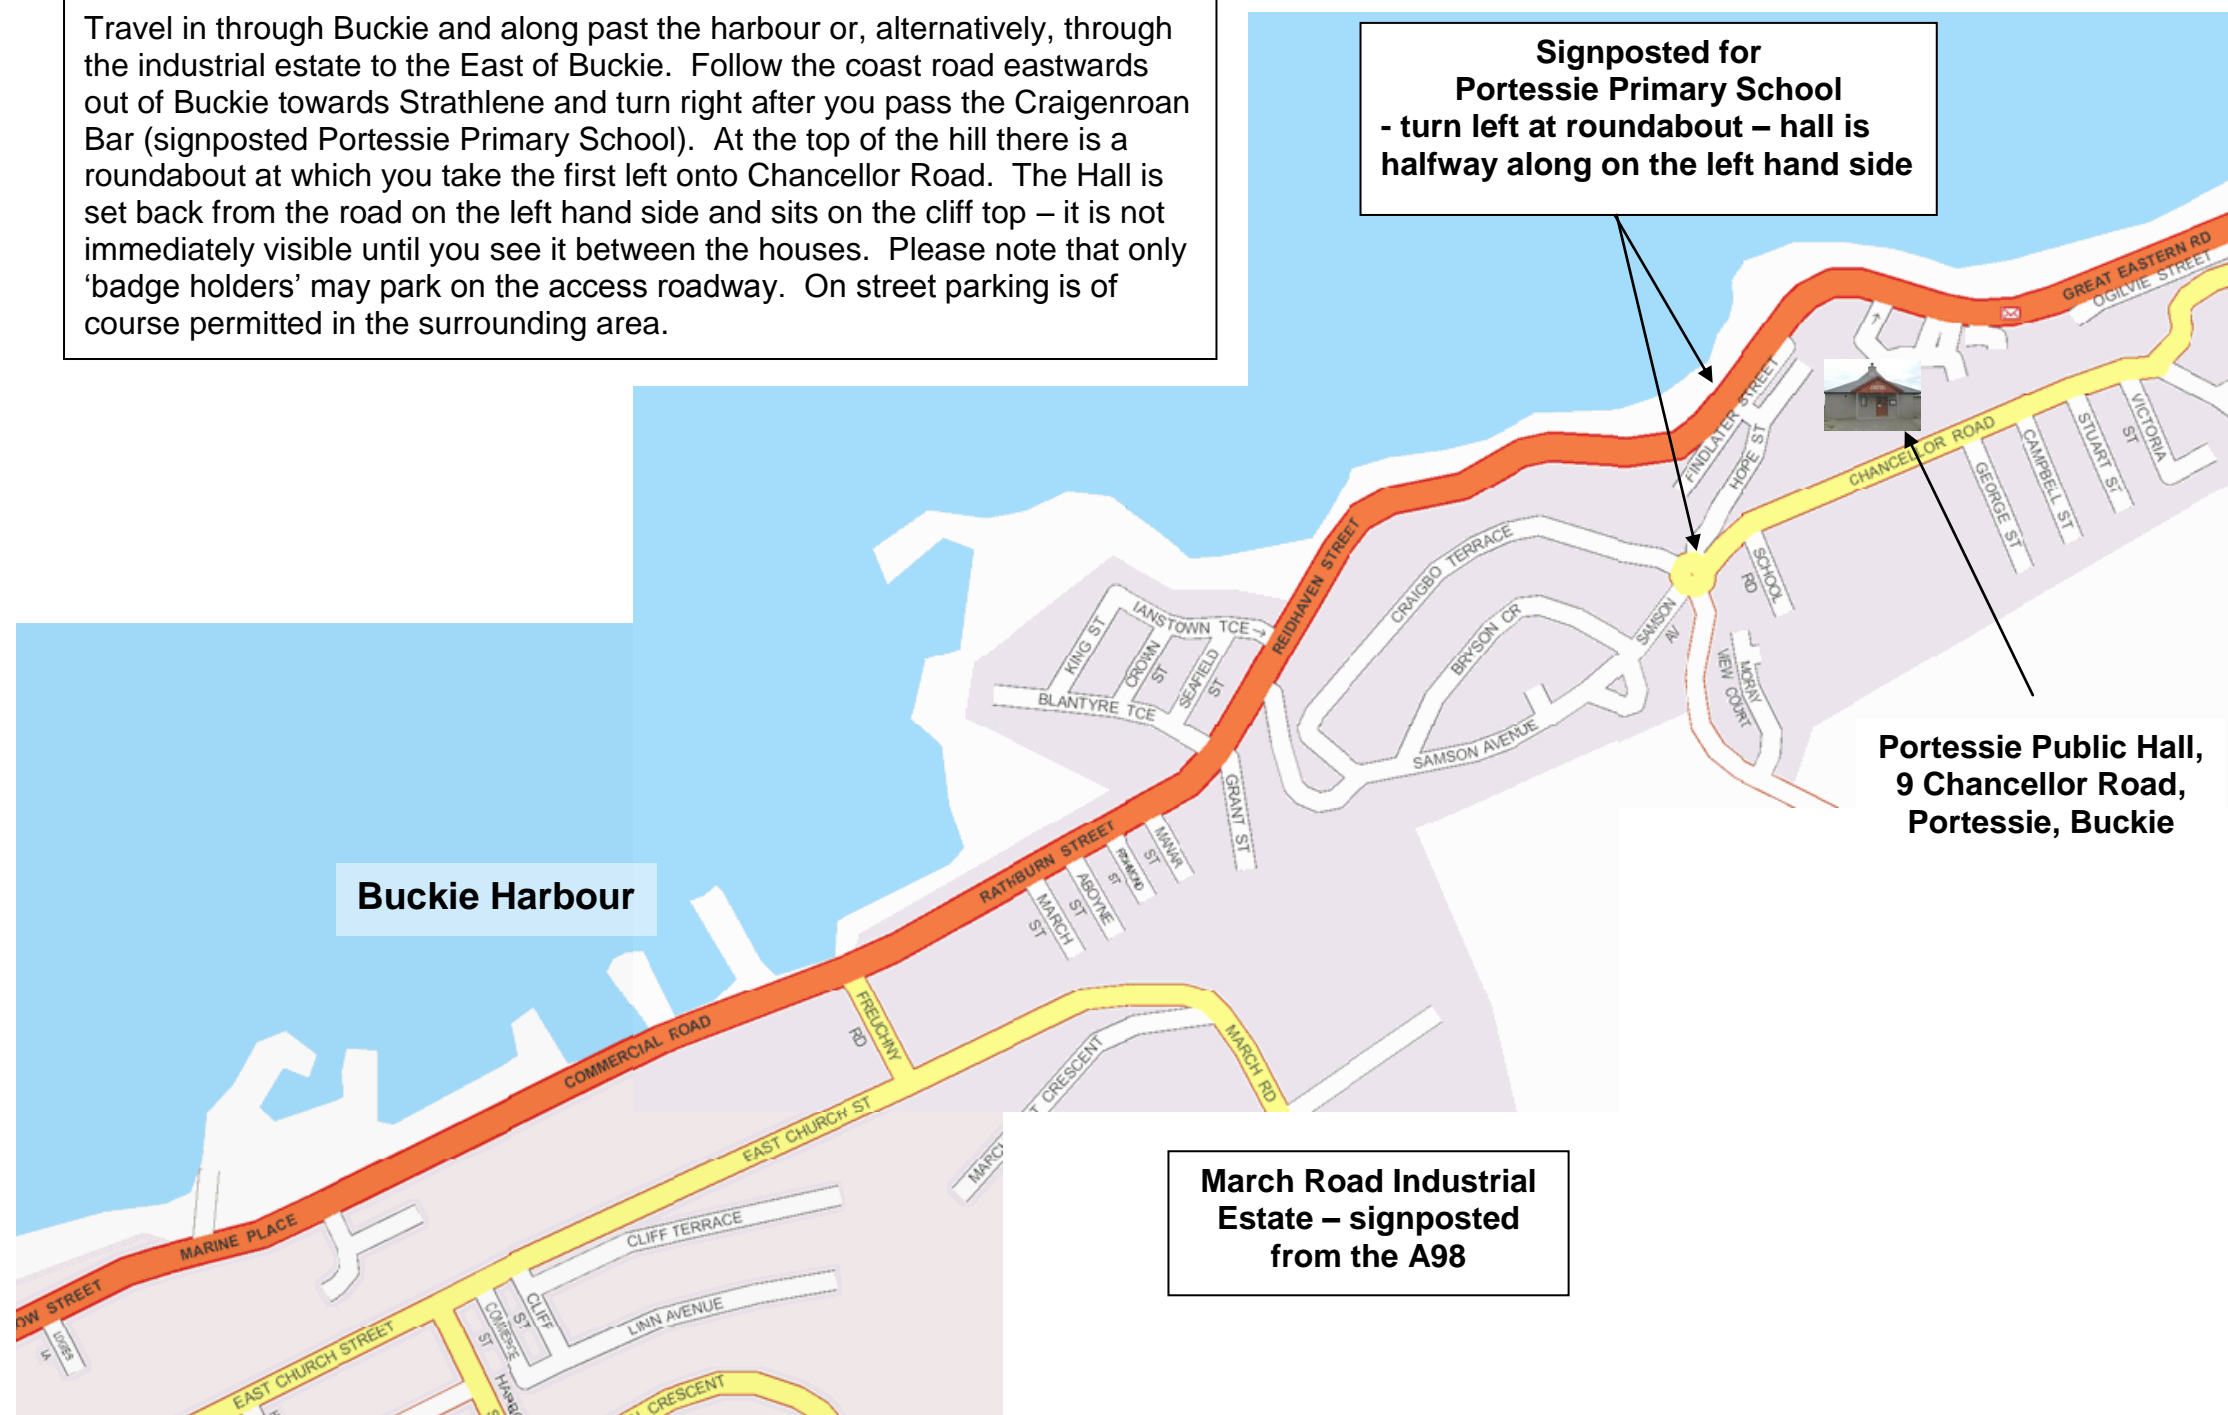 Travel in through Buckie and along past the harbour or, alternatively, through
the industrial estate to the East of Buckie.  Follow the coast road eastwards
out of Buckie towards Strathlene and turn right after you pass the Craigenroan
Bar (signposted Portessie Primary School).  At the top of the hill there is a
roundabout at which you take the first left onto Chancellor Road.  The Hall is
set back from the road on the left hand side and sits on the cliff top – it is not
immediately visible until you see it between the houses.  Please note that only
‘badge holders’ may park on the access roadway.  On street parking is of
course permitted in the surrounding area.
Signposted for
Portessie Primary School
- turn left at roundabout – hall is
halfway along on the left hand side
GREAT EASTERN RD
OGILVIE STREET
FINDLATER STREET
HOPE ST
CHANCELLOR ROAD
VICTORIA
ST
STUART ST
CAMPBELL ST
GEORGE ST
SCHOOL
RD
REIDHAVEN STREET
CRAIGBO TERRACE
BRYSON CR
SAMSON
AV
SAMSON AVENUE
MORAY
VIEW COURT
IANSTOWN TCE
KING ST
CROWN
ST
SEAFIELD
ST
BLANTYRE TCE
GRANT ST
Portessie Public Hall,
9 Chancellor Road,
Portessie, Buckie
RATHBURN STREET
MANAR
ST
RICHMOND
ST
ABOYNE
ST
MARCH
ST
Buckie Harbour
COMMERCIAL ROAD
FREUCHNY
RD
MARCH RD
T CRESCENT
MARC
EAST CHURCH ST
March Road Industrial
Estate – signposted
from the A98
MARINE PLACE
OW STREET
LA
CLIFF TERRACE
CLIFF
ST
COMMERCE
ST
LINN AVENUE
EAST CHURCH STREET
CRESCENT